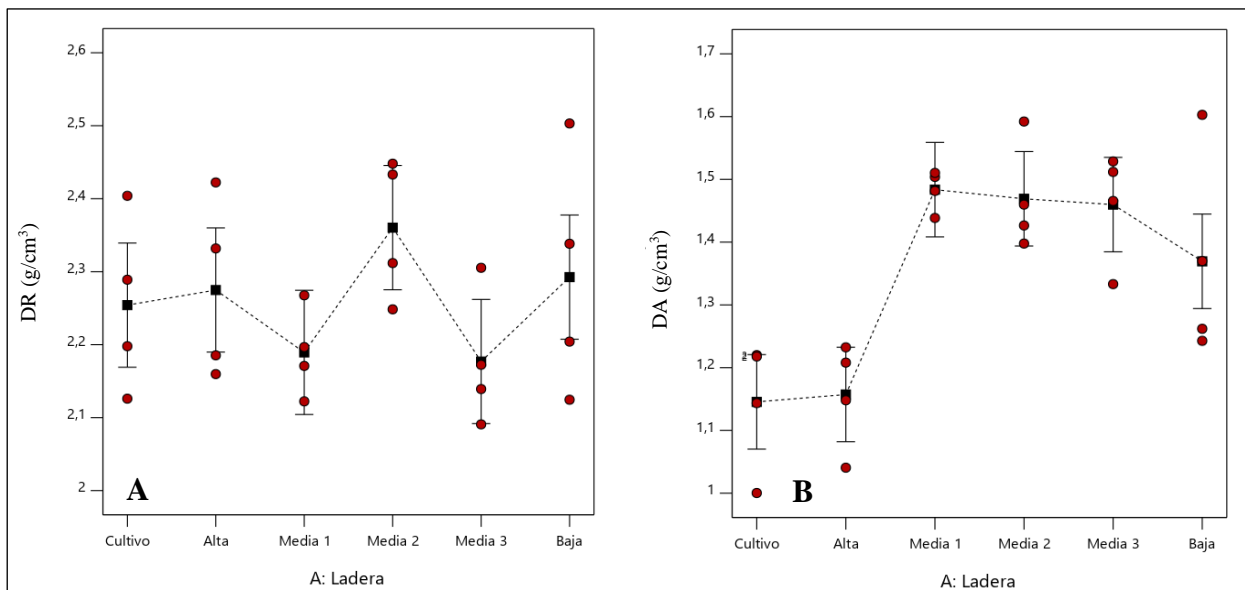 2,6
2,5
2,4
2,3
2,2
2,1
2
DR (g/cm³)
A
Cultivo Alta Media 1 Media 2 Media 3 Baja
A: Ladera
1,7
1,6
1,5
1,4
1,3
1,2
1,1
1
DA (g/cm³)
B
Cultivo Alta Media 1 Media 2 Media 3 Baja
A: Ladera